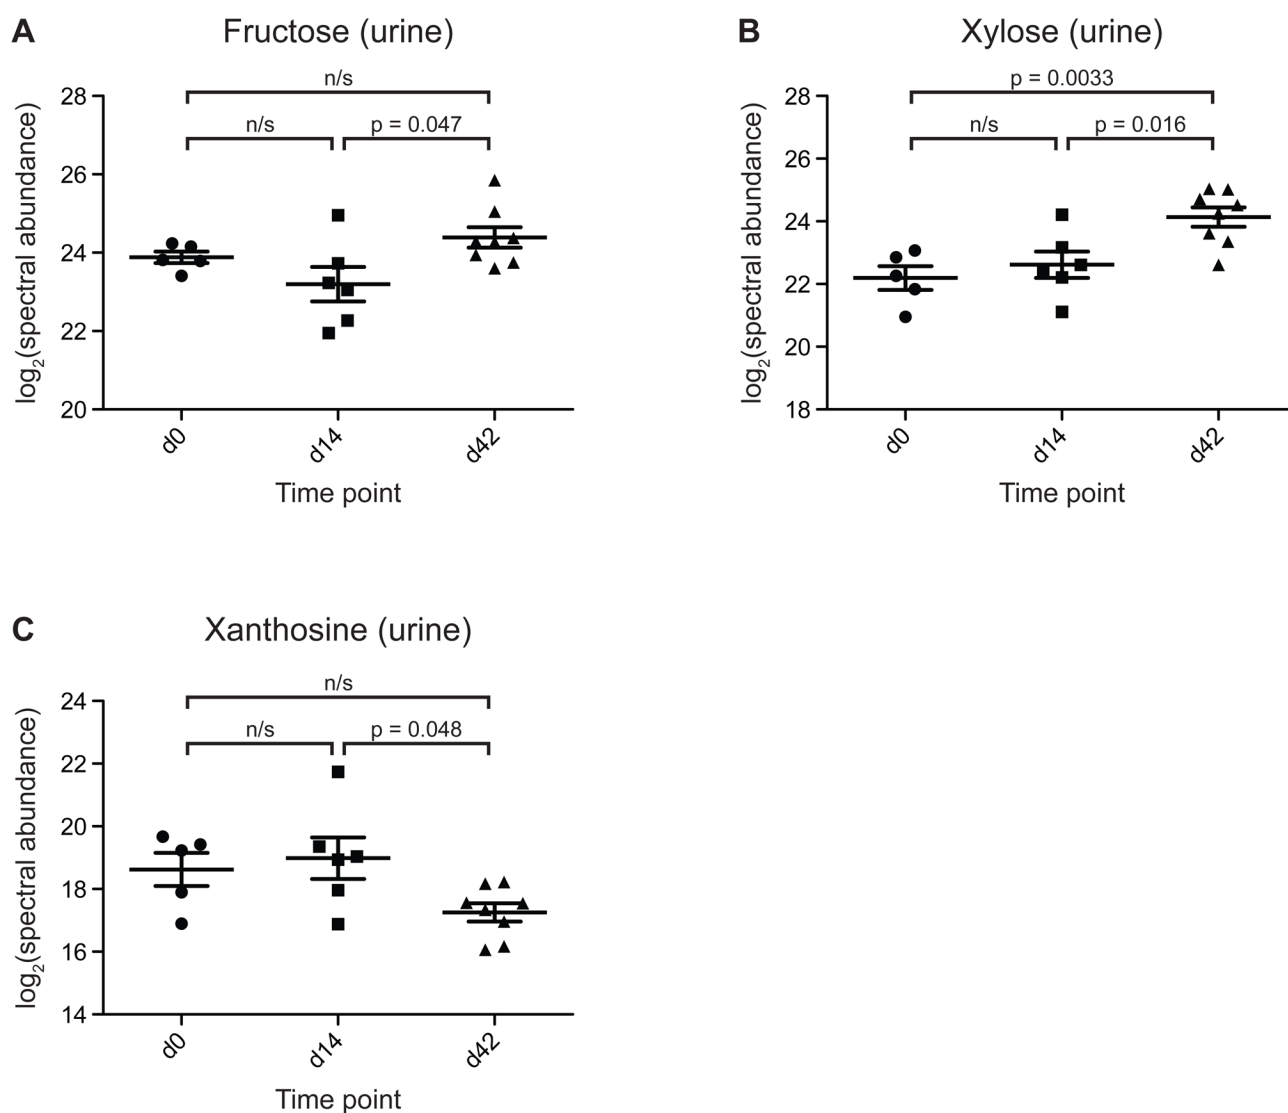 A
Fructose (urine)
n/s
n/s
p = 0.047
28
26
24
22
20
log2(spectral abundance)
d0
d14
d42
Time point
B
Xylose (urine)
p = 0.0033
n/s
p = 0.016
28
26
24
22
20
18
log2(spectral abundance)
d0
d14
d42
Time point
C
Xanthosine (urine)
n/s
n/s
p = 0.048
24
22
20
18
16
14
log2(spectral abundance)
d0
d14
d42
Time point